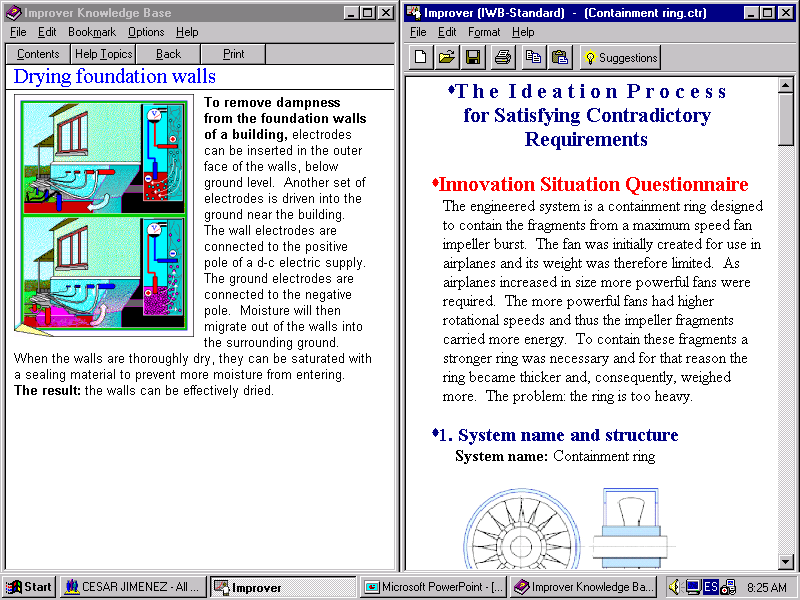 Improver Knowledge Base
File Edit Bookmark Options Help
Contents Help Topics Back Print
Drying foundation walls
To remove dampness
from the foundation walls
of a building, electrodes
can be inserted in the outer
face of the walls, below
ground level. Another set of
electrodes is driven into the
ground near the building.
The wall electrodes are
connected to the positive
pole of a d-c electric supply.
The ground electrodes are
connected to the negative
pole. Moisture will then
migrate out of the walls into
the surrounding ground.
When the walls are thoroughly dry, they can be saturated with
a sealing material to prevent more moisture from entering.
The result: the walls can be effectively dried.
Improver (IWB-Standard) - (Containment ring.ctr)
File Edit Format Help
Suggestions
The Ideation Process
for Satisfying Contradictory
Requirements
Innovation Situation Questionnaire
The engineered system is a containment ring designed
to contain the fragments from a maximum speed fan
impeller burst. The fan was initially created for use in
airplanes and its weight was therefore limited. As
airplanes increased in size more powerful fans were
required. The more powerful fans had higher
rotational speeds and thus the impeller fragments
carried more energy. To contain these fragments a
stronger ring was necessary and for that reason the
ring became thicker and, consequently, weighed
more. The problem: the ring is too heavy.
1. System name and structure
System name: Containment ring
Start CESAR JIMENEZ - All ... Improver Microsoft PowerPoint - [... Improver Knowledge Ba... ES 8:25 AM